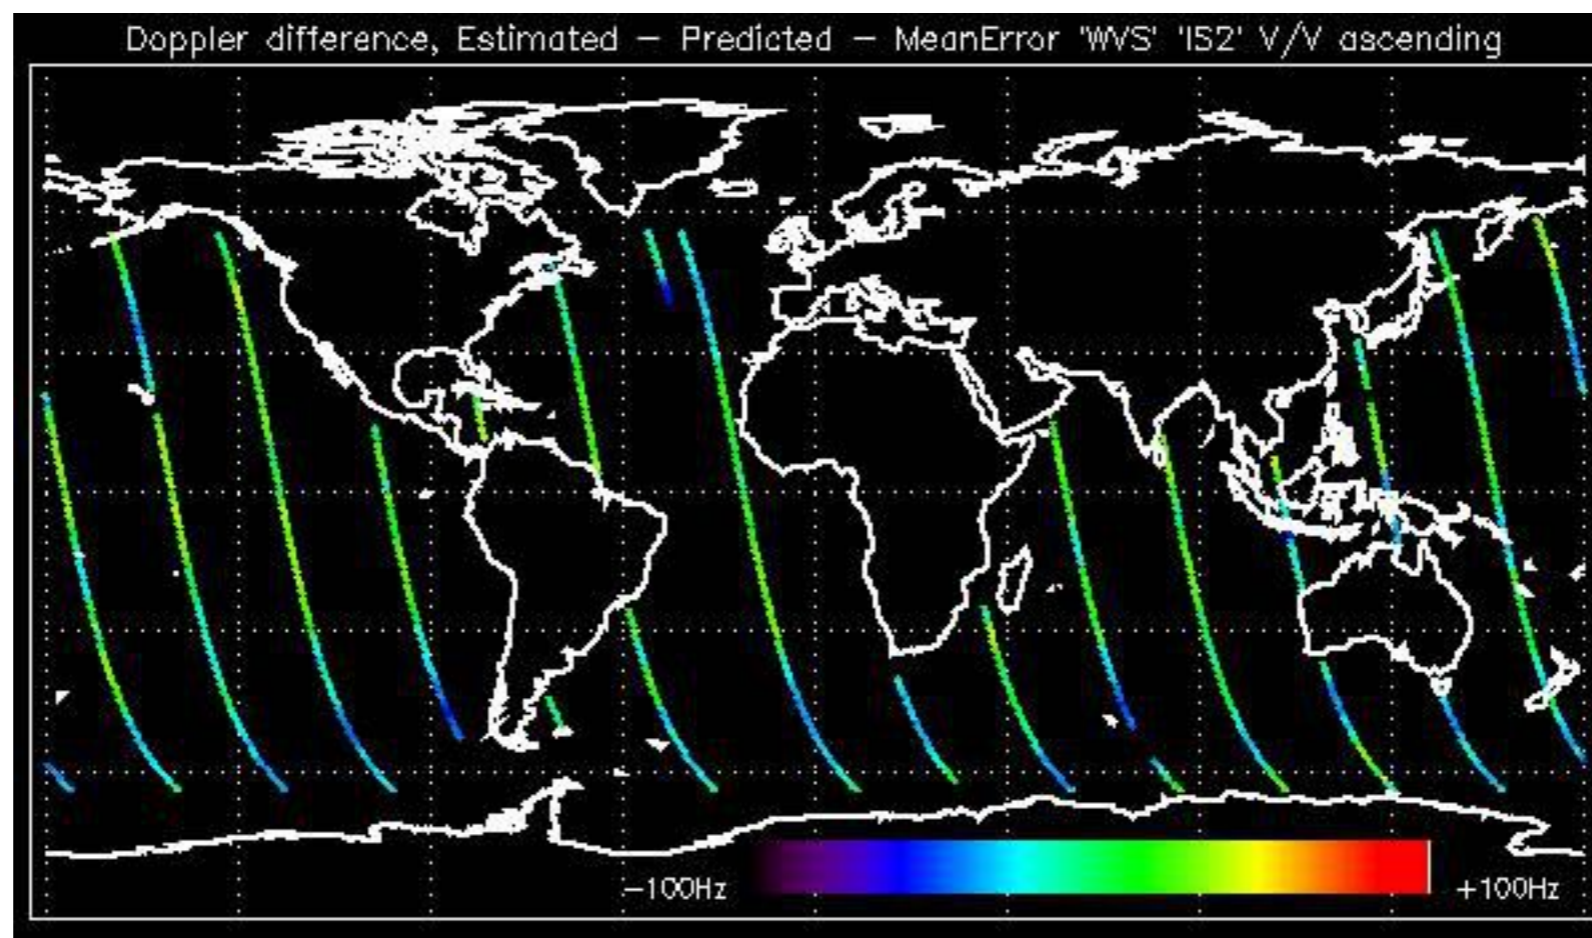 Doppler difference, Estimated − Predicted − MeanError 'WVS' 'IS2' V/V ascending
−100Hz
+100Hz